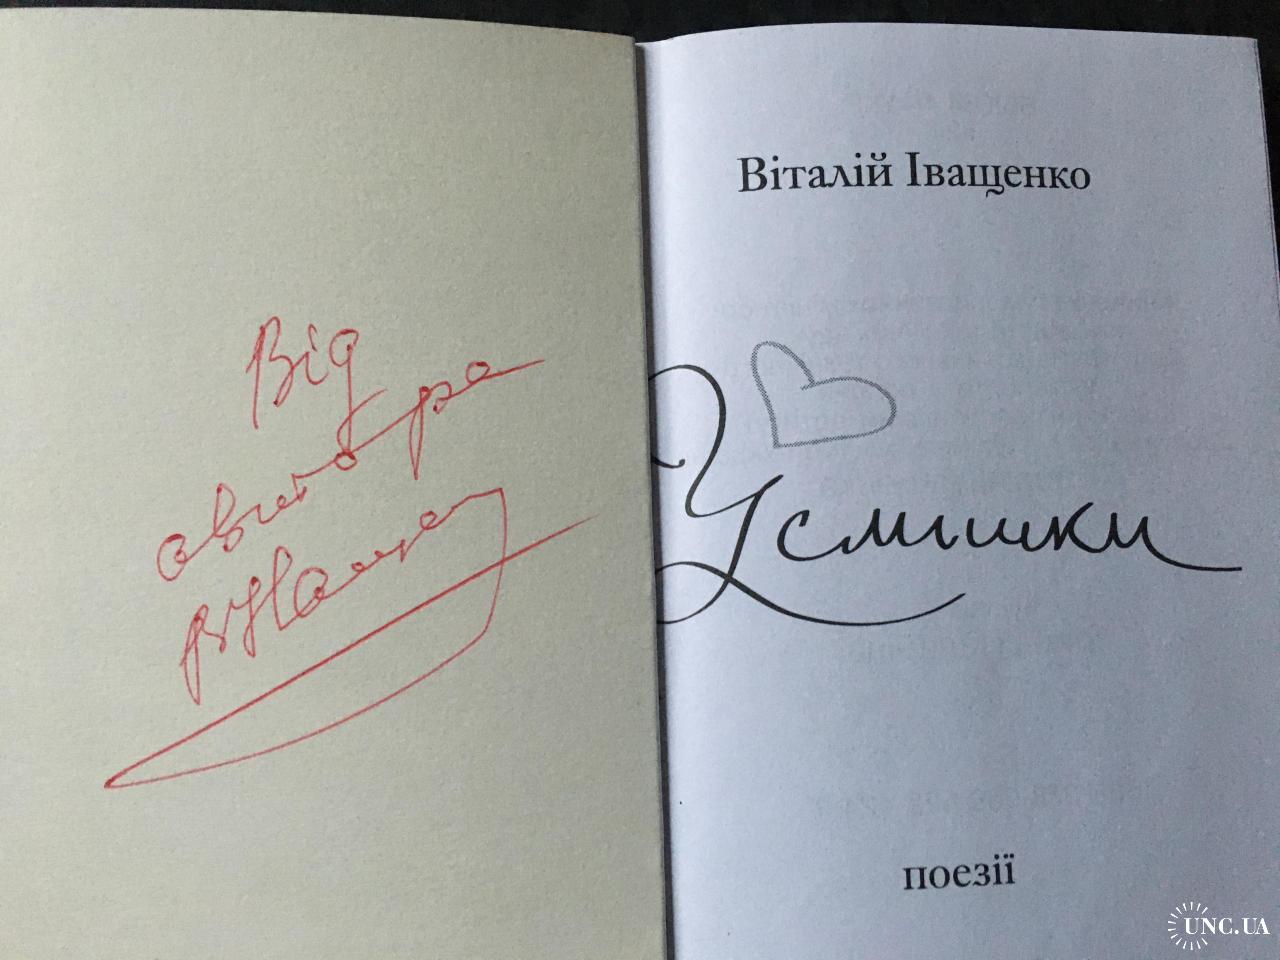 Від
автора
Віталій Іващенко
Усмішки
поезії
UNC.UA